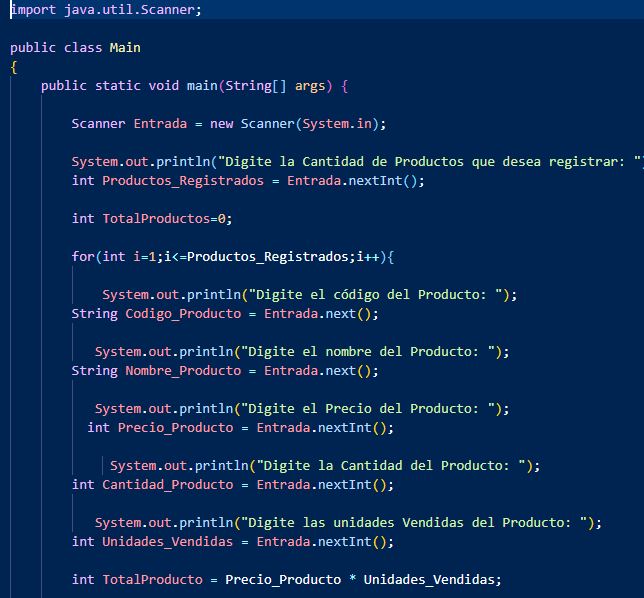 import java.util.Scanner;
public class Main
{
public static void main(String[] args) {
Scanner Entrada = new Scanner(System.in);
System.out.println("Digite la Cantidad de Productos que desea registrar: ")
int Productos_Registrados = Entrada.nextInt();
int TotalProductos=0;
for(int i=1;i<=Productos_Registrados;i++){
System.out.println("Digite el código del Producto: ");
String Codigo_Producto = Entrada.next();
System.out.println("Digite el nombre del Producto: ");
String Nombre_Producto = Entrada.next();
System.out.println("Digite el Precio del Producto: ");
int Precio_Producto = Entrada.nextInt();
System.out.println("Digite la Cantidad del Producto: ");
int Cantidad_Producto = Entrada.nextInt();
System.out.println("Digite las unidades Vendidas del Producto: ");
int Unidades_Vendidas = Entrada.nextInt();
int TotalProducto = Precio_Producto * Unidades_Vendidas;